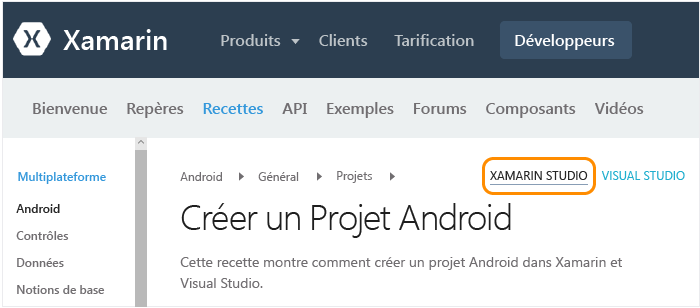 Xamarin Produits Clients Tarification Développeurs
Bienvenue Repères Recettes API Exemples Forums Composants Vidéos
Multiplateforme
Android
Contrôles
Données
Notions de base
Android Général Projets XAMARIN STUDIO VISUAL STUDIO
Créer un Projet Android
Cette recette montre comment créer un projet Android dans Xamarin et
Visual Studio.